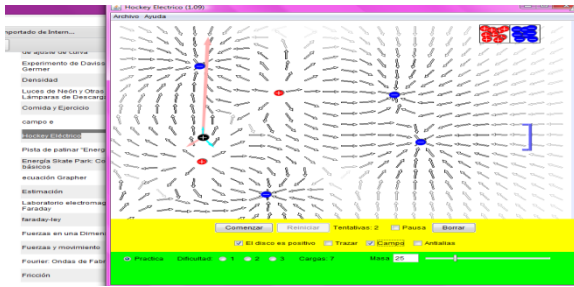 Hockey Electrico (1.09)
Archivo Ayuda
mportado de Intern...
de ajuste de curva
Experimento de Daviss
Germer
Densidad
Luces de Neón y Otras
Lámparas de Descarg
Comida y Ejercicio
campo e
Hockey Eléctrico
Pista de patinar "Energ
Energía Skate Park: Co
básicos
ecuación Grapher
Estimación
Laboratorio electromag
Faraday
faraday-ley
Fuerzas en una Dimen
Fuerzas y movimiento
Fourier: Ondas de Fab
Fricción
Comenzar Reiniciar Tentativas: 2 Pausa Borrar
El disco es positivo Trazar Campo Antialias
Practica Dificultad: 1 2 3 Cargas: 7 Masa: 25